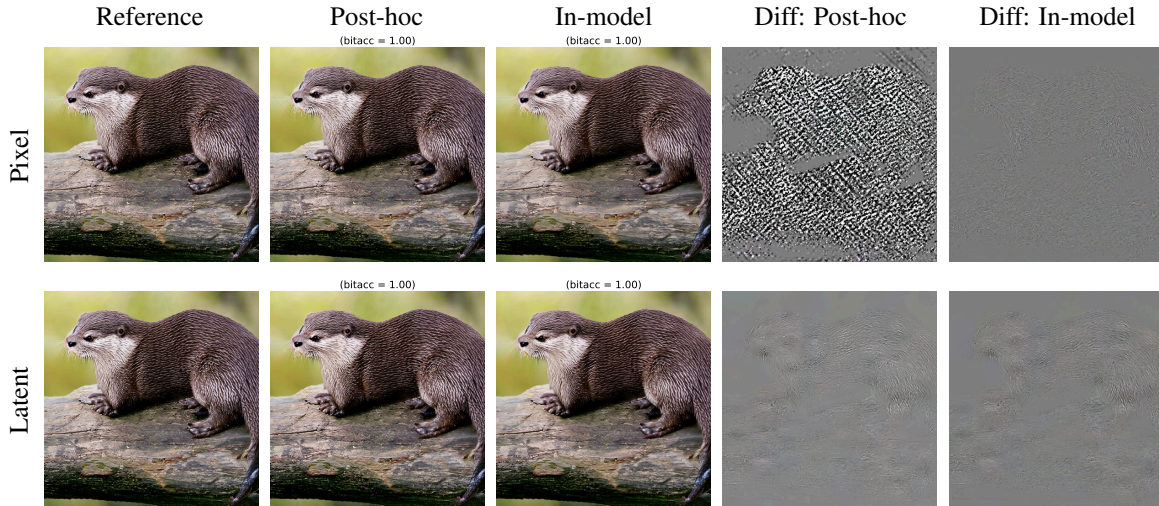 Reference Post-hoc In-model Diff: Post-hoc Diff: In-model
(bitacc = 1.00) (bitacc = 1.00)
Pixel
(bitacc = 1.00) (bitacc = 1.00)
Latent